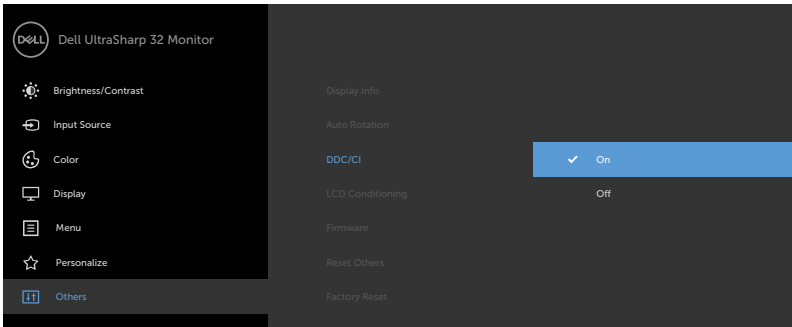 DELL
Dell UltraSharp 32 Monitor
Brightness/Contrast
Input Source
Color
Display
Menu
Personalize
Others
Display Info
Auto Rotation
DDC/CI
LCD Conditioning
Firmware
Reset Others
Factory Reset
On
Off